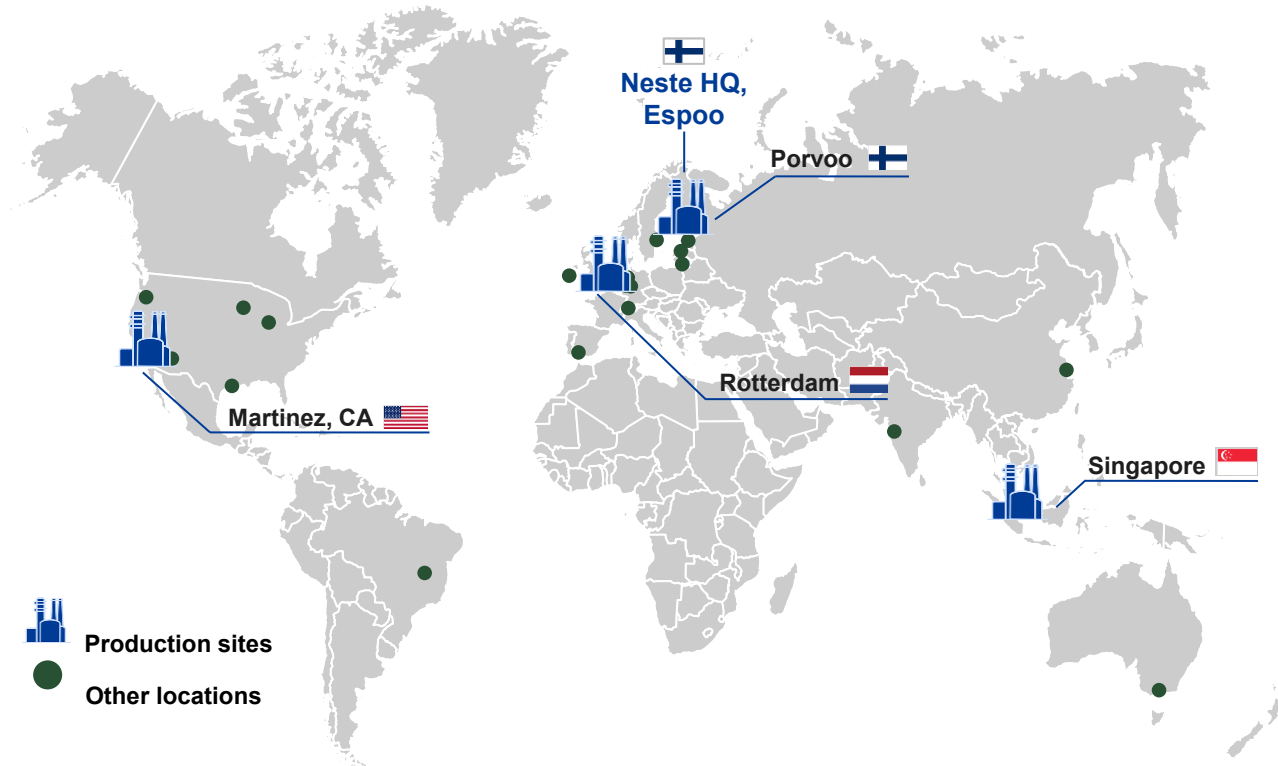 Neste HQ,
Espoo
Porvoo
Rotterdam
Martinez, CA
Singapore
Production sites
Other locations